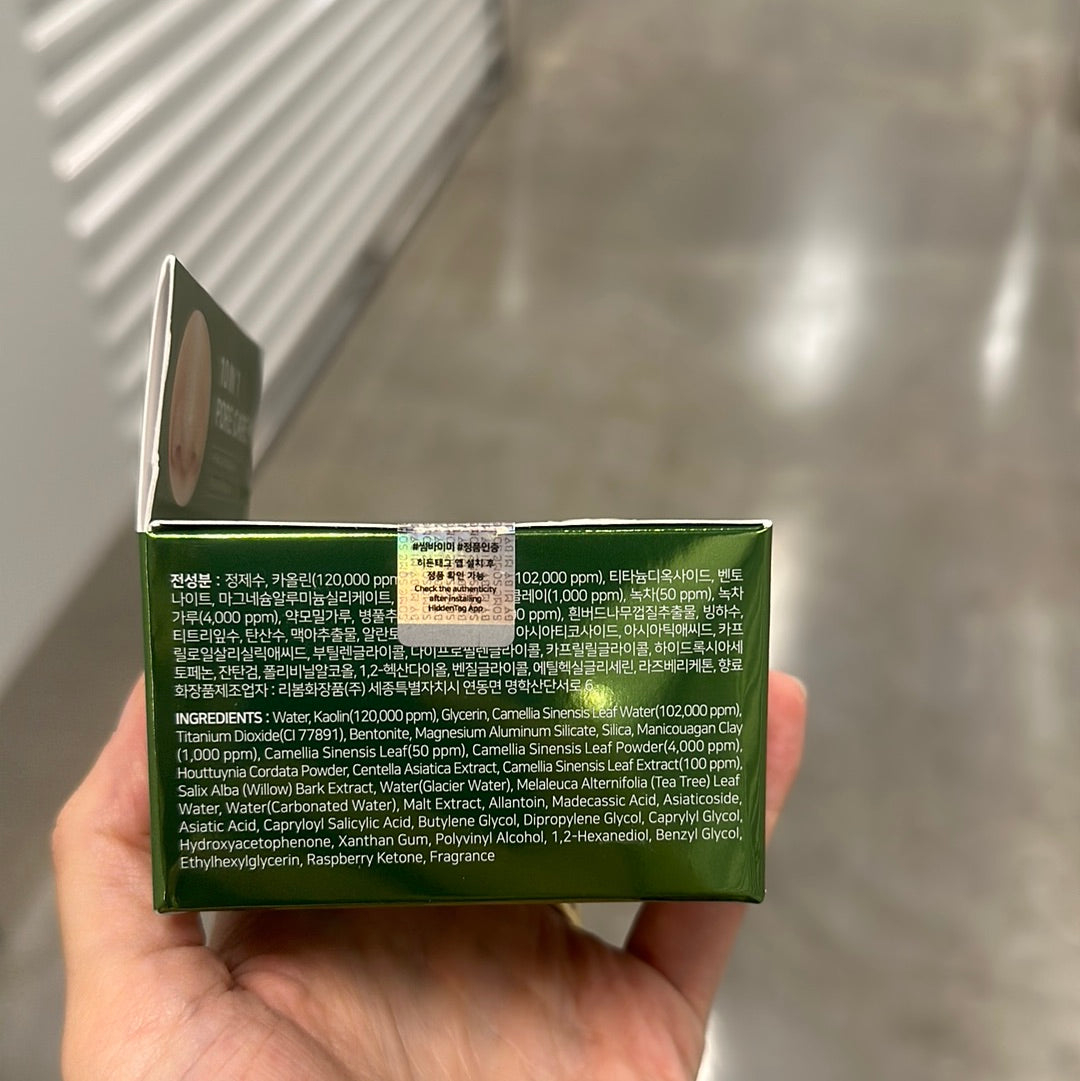 PORE CARE
#썸바이미 #정품인증
히든태그 앱 설치 후
정품 확인 가능
Check the authenticity
after installing
HiddenTag App
전성분 : 정제수, 카올린(120,000 ppm 102,000 ppm), 티타늄디옥사이드, 벤토
나이트, 마그네슘알루미늄실리케이트, 클레이(1,000 ppm), 녹차(50 ppm), 녹차
가루(4,000 ppm), 약모밀가루, 병풀추 0 ppm), 흰버드나무껍질추출물, 빙하수,
티트리잎수, 탄산수, 맥아추출물, 알란토 아시아티코사이드, 아시아틱애씨드, 카프
릴로일살리실릭애씨드, 부틸렌글라이콜, 다이프로필렌글라이콜, 카프릴릴글라이콜, 하이드록시아세
토페논, 잔탄검, 폴리비닐알코올, 1,2-헥산다이올, 벤질글라이콜, 에틸헥실글리세린, 라즈베리케톤, 향료
화장품제조업자 : 리봄화장품(주) 세종특별자치시 연동면 명학산단서로 6
INGREDIENTS : Water, Kaolin(120,000 ppm), Glycerin, Camellia Sinensis Leaf Water(102,000 ppm),
Titanium Dioxide(CI 77891), Bentonite, Magnesium Aluminum Silicate, Silica, Manicouagan Clay
(1,000 ppm), Camellia Sinensis Leaf(50 ppm), Camellia Sinensis Leaf Powder(4,000 ppm),
Houttuynia Cordata Powder, Centella Asiatica Extract, Camellia Sinensis Leaf Extract(100 ppm),
Salix Alba (Willow) Bark Extract, Water(Glacier Water), Melaleuca Alternifolia (Tea Tree) Leaf
Water, Water(Carbonated Water), Malt Extract, Allantoin, Madecassic Acid, Asiaticoside,
Asiatic Acid, Capryloyl Salicylic Acid, Butylene Glycol, Dipropylene Glycol, Caprylyl Glycol,
Hydroxyacetophenone, Xanthan Gum, Polyvinyl Alcohol, 1,2-Hexanediol, Benzyl Glycol,
Ethylhexylglycerin, Raspberry Ketone, Fragrance